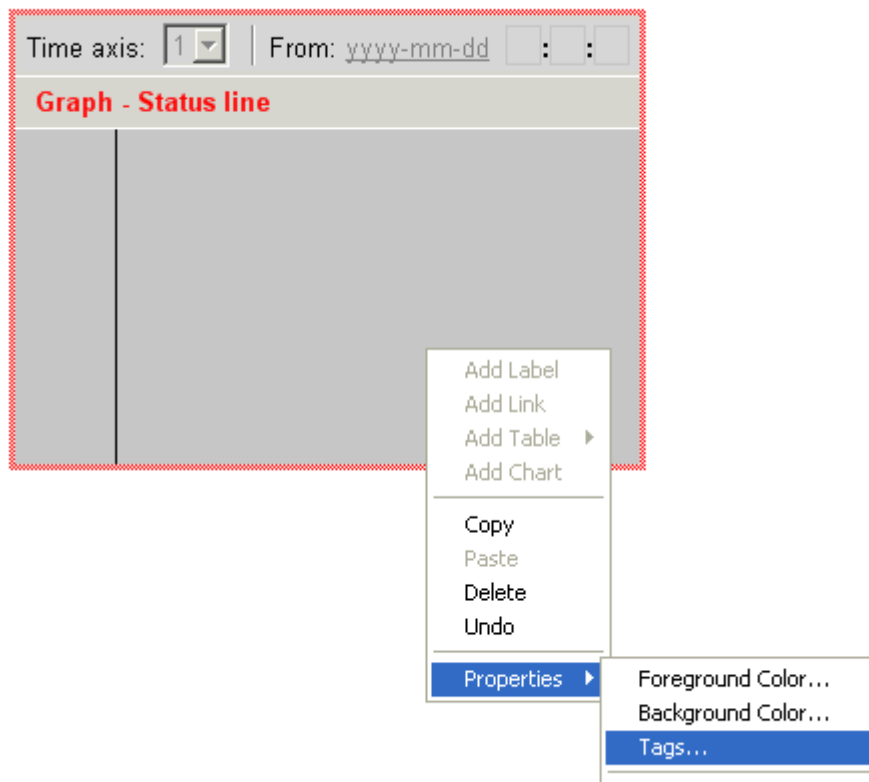 Time axis: 1 From: yyyy-mm-dd : :
Graph - Status line
Add Label
Add Link
Add Table
Add Chart
Copy
Paste
Delete
Undo
Properties
Foreground Color...
Background Color...
Tags...